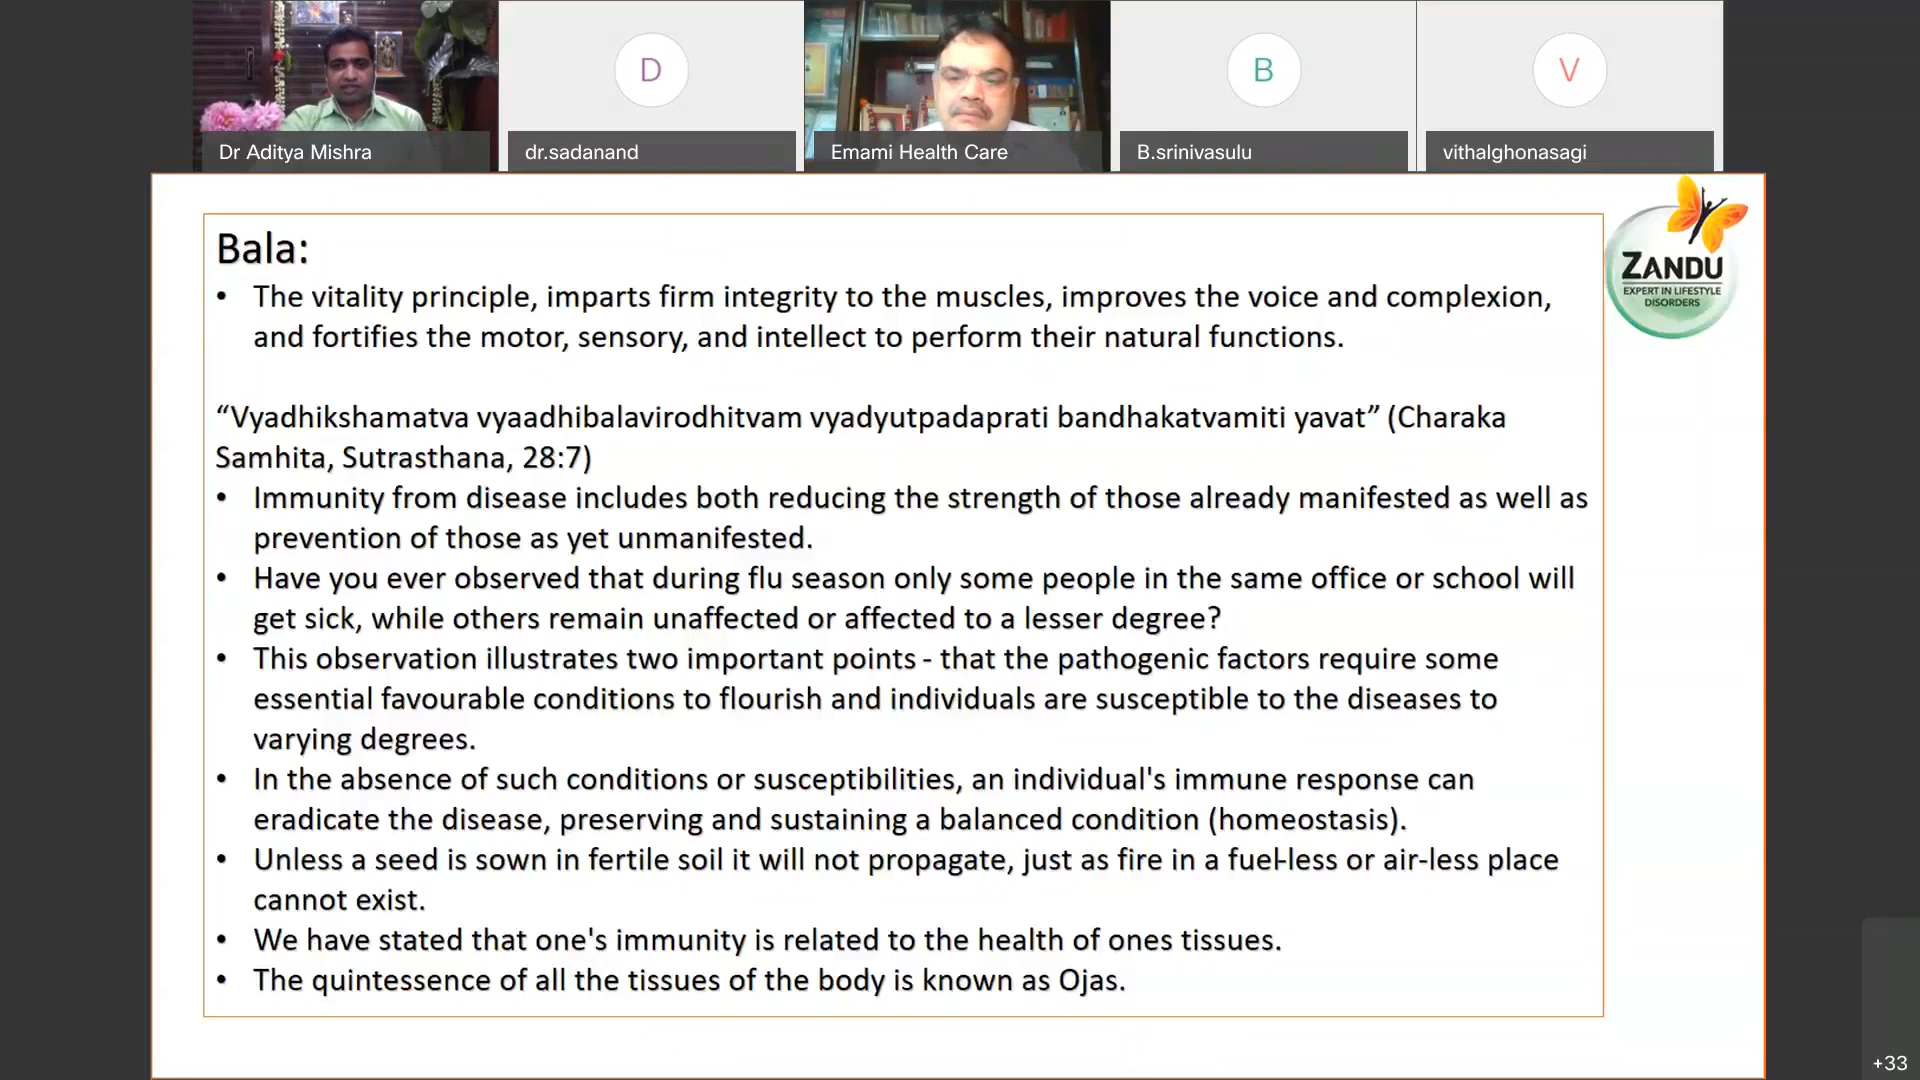 D
B
V
Dr Aditya Mishra
dr.sadanand
Emami Health Care
B.srinivasulu
vithalghonasagi
ZANDU
EXPERT IN LIFESTYLE
DISORDERS
Bala:
• The vitality principle, imparts firm integrity to the muscles, improves the voice and complexion,
and fortifies the motor, sensory, and intellect to perform their natural functions.
“Vyadhikshamatva vyaadhibalavirodhitvam vyadyutpadaprati bandhakatvamiti yavat” (Charaka
Samhita, Sutrasthana, 28:7)
• Immunity from disease includes both reducing the strength of those already manifested as well as
prevention of those as yet unmanifested.
• Have you ever observed that during flu season only some people in the same office or school will
get sick, while others remain unaffected or affected to a lesser degree?
• This observation illustrates two important points - that the pathogenic factors require some
essential favourable conditions to flourish and individuals are susceptible to the diseases to
varying degrees.
• In the absence of such conditions or susceptibilities, an individual's immune response can
eradicate the disease, preserving and sustaining a balanced condition (homeostasis).
• Unless a seed is sown in fertile soil it will not propagate, just as fire in a fuel-less or air-less place
cannot exist.
• We have stated that one's immunity is related to the health of ones tissues.
• The quintessence of all the tissues of the body is known as Ojas.
+33